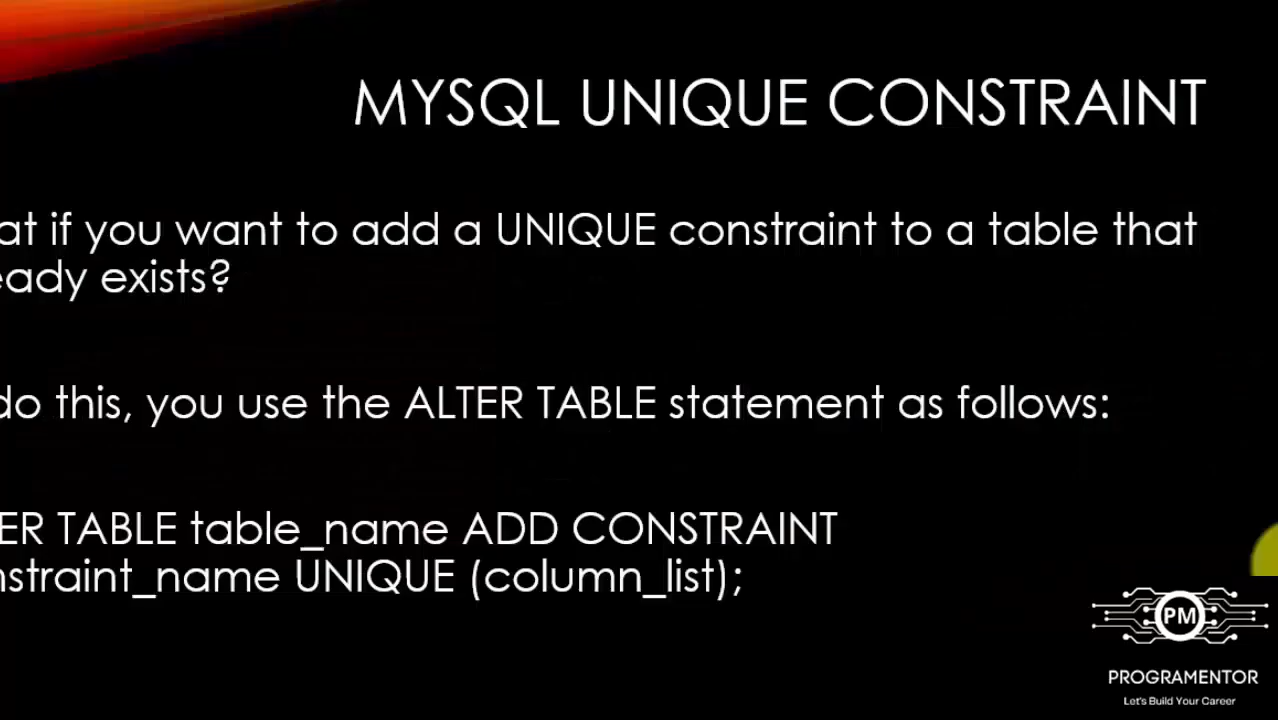 MYSQL UNIQUE CONSTRAINT
at if you want to add a UNIQUE constraint to a table that
eady exists?
do this, you use the ALTER TABLE statement as follows:
ER TABLE table_name ADD CONSTRAINT
nstraint_name UNIQUE (column_list);
PM
PROGRAMENTOR
Let's Build Your Career